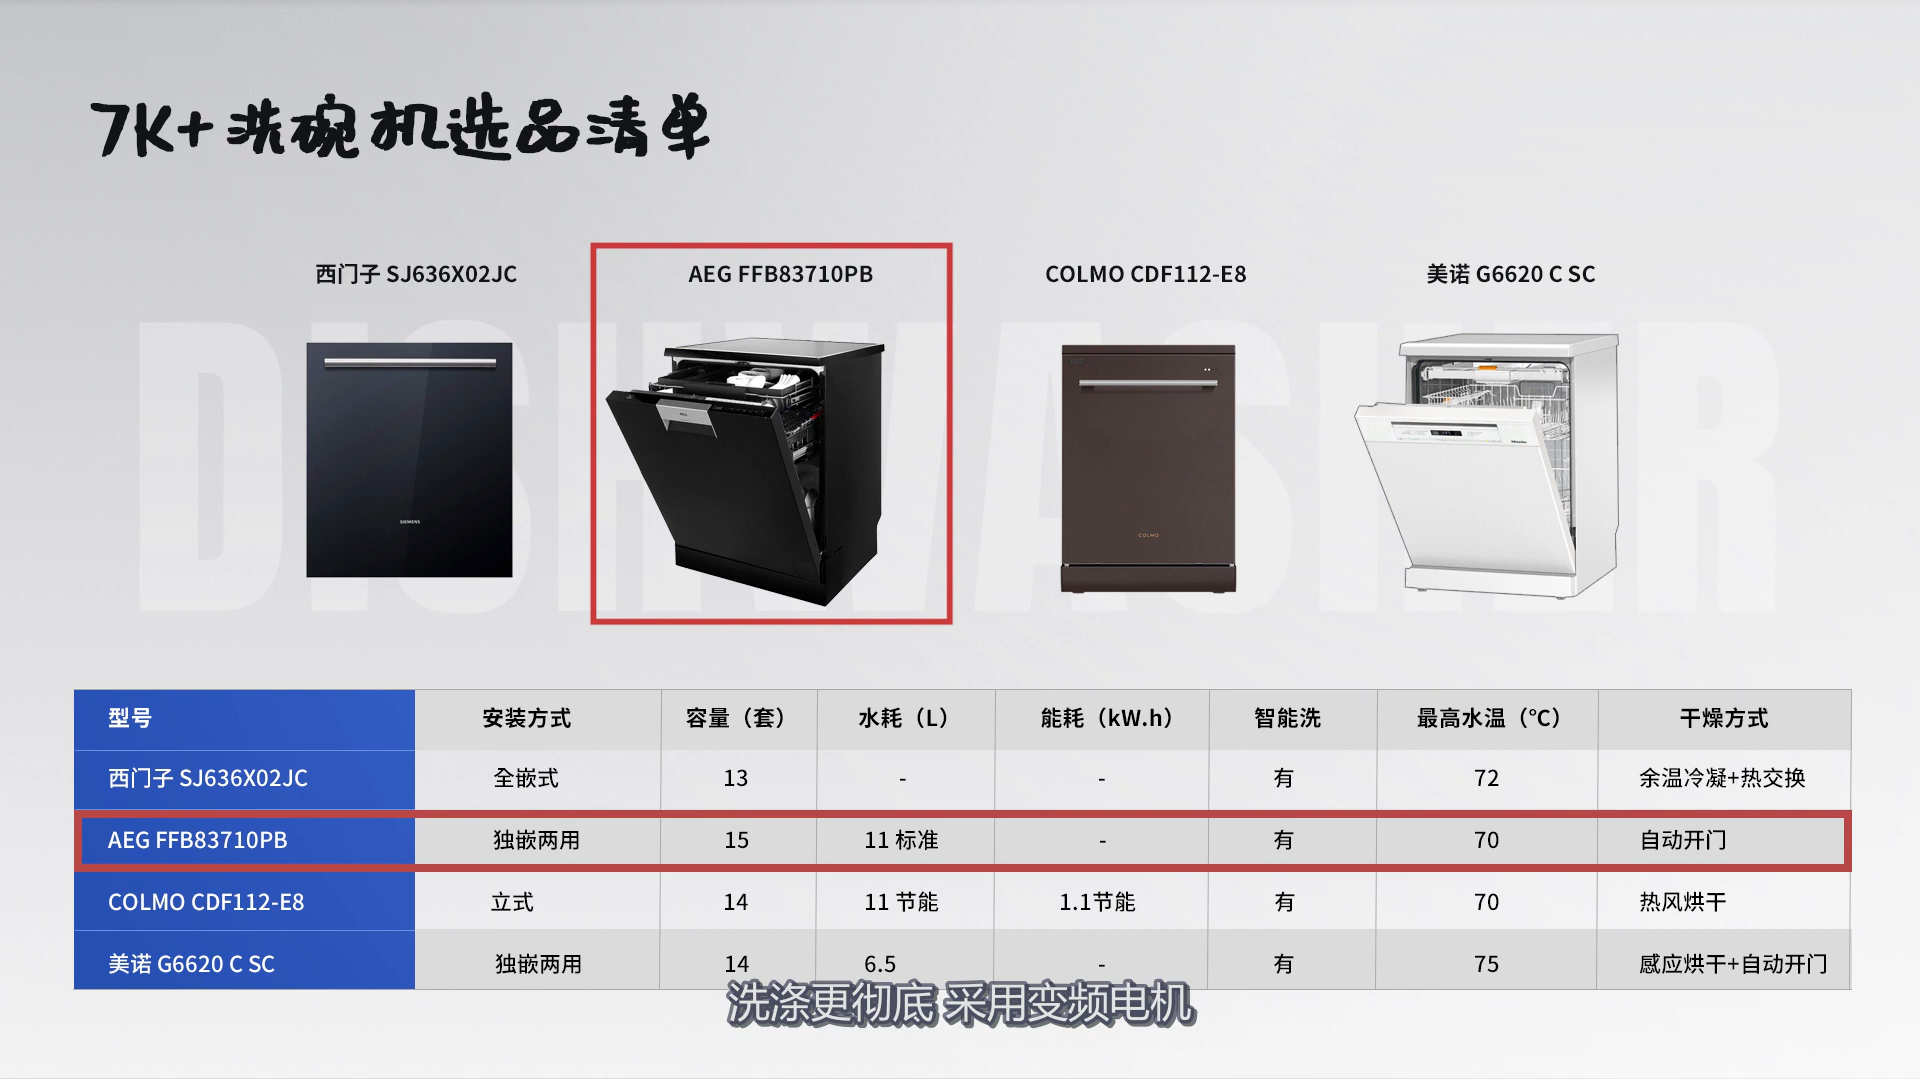 7K+洗碗机选品清单
西门子 SJ636X02JC
AEG FFB83710PB
COLMO CDF112-E8
美诺 G6620 C SC
DISHWASHER
SIEMENS
AEG
COLMO
Miele
型号 安装方式 容量（套） 水耗（L） 能耗（kW.h） 智能洗 最高水温（℃） 干燥方式
西门子 SJ636X02JC 全嵌式 13 - - 有 72 余温冷凝+热交换
AEG FFB83710PB 独嵌两用 15 11 标准 - 有 70 自动开门
COLMO CDF112-E8 立式 14 11 节能 1.1节能 有 70 热风烘干
美诺 G6620 C SC 独嵌两用 14 6.5 - 有 75 感应烘干+自动开门
洗涤更彻底 采用变频电机